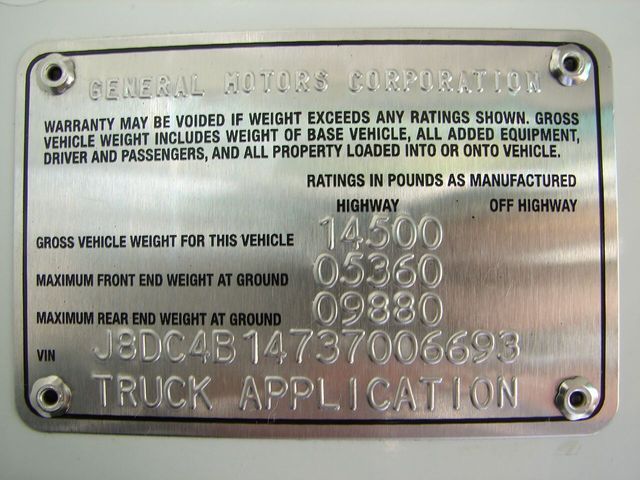 GENERAL MOTORS CORPORATION
WARRANTY MAY BE VOIDED IF WEIGHT EXCEEDS ANY RATINGS SHOWN. GROSS
VEHICLE WEIGHT INCLUDES WEIGHT OF BASE VEHICLE, ALL ADDED EQUIPMENT,
DRIVER AND PASSENGERS, AND ALL PROPERTY LOADED INTO OR ONTO VEHICLE.
RATINGS IN POUNDS AS MANUFACTURED
HIGHWAY OFF HIGHWAY
GROSS VEHICLE WEIGHT FOR THIS VEHICLE 14500
MAXIMUM FRONT END WEIGHT AT GROUND 05360
MAXIMUM REAR END WEIGHT AT GROUND 09880
VIN J8DC4B14737006693
TRUCK APPLICATION